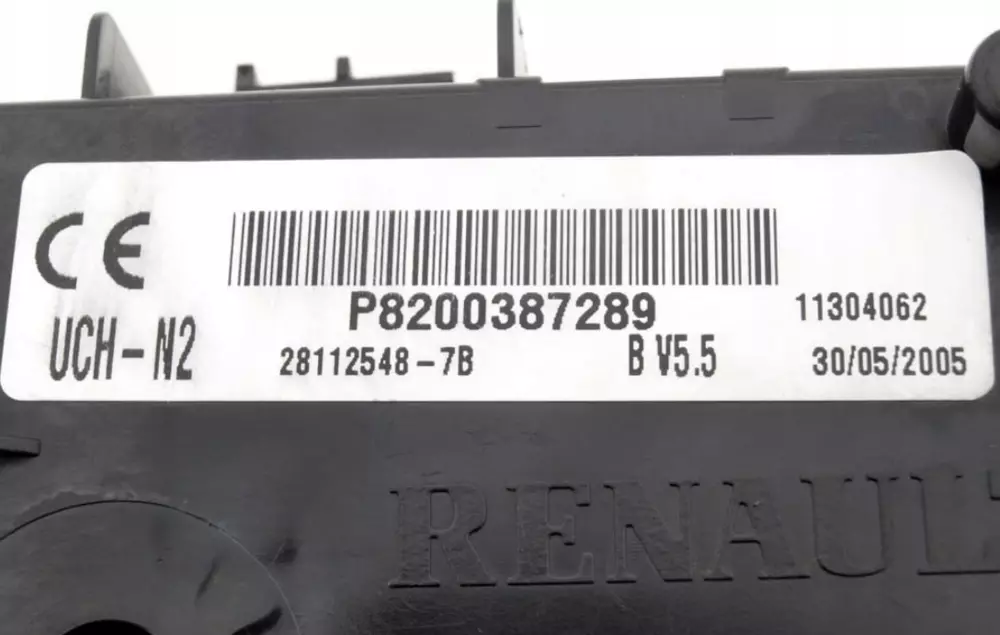 CE
P8200387289
11304062
UCH-N2
28112548-7B
B V5.5
30/05/2005
RENAULT